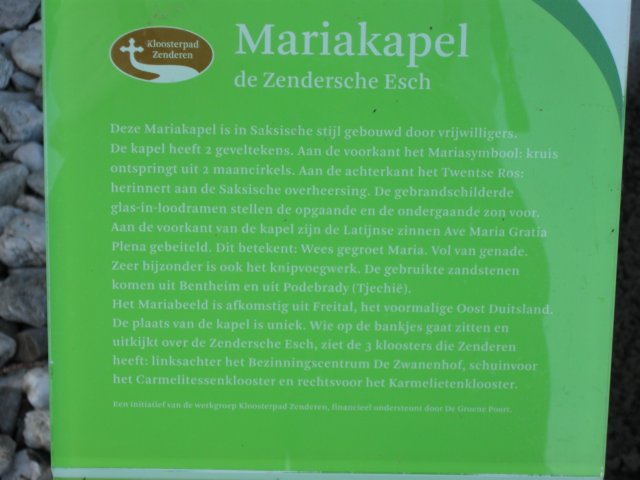 Kloosterpad
Zenderen
Mariakapel
de Zendersche Esch
Deze Mariakapel is in Saksische stijl gebouwd door vrijwilligers.
De kapel heeft 2 geveltekens. Aan de voorkant het Mariasymbool: kruis
ontspringt uit 2 maancirkels. Aan de achterkant het Twentse Ros:
herinnert aan de Saksische overheersing. De gebrandschilderde
glas-in-loodramen stellen de opgaande en de ondergaande zon voor.
Aan de voorkant van de kapel zijn de Latijnse zinnen Ave Maria Gratia
Plena gebeiteld. Dit betekent: Wees gegroet Maria. Vol van genade.
Zeer bijzonder is ook het knipvoegwerk. De gebruikte zandstenen
komen uit Bentheim en uit Podebrady (Tjechië).
Het Mariabeeld is afkomstig uit Freital, het voormalige Oost Duitsland.
De plaats van de kapel is uniek. Wie op de bankjes gaat zitten en
uitkijkt over de Zendersche Esch, ziet de 3 kloosters die Zenderen
heeft: linksachter het Bezinningscentrum De Zwanenhof, schuinvoor
het Carmelitessenklooster en rechtsvoor het Karmelietenklooster.
Een initiatief van de werkgroep Kloosterpad Zenderen, financieel ondersteunt door De Groene Poort.